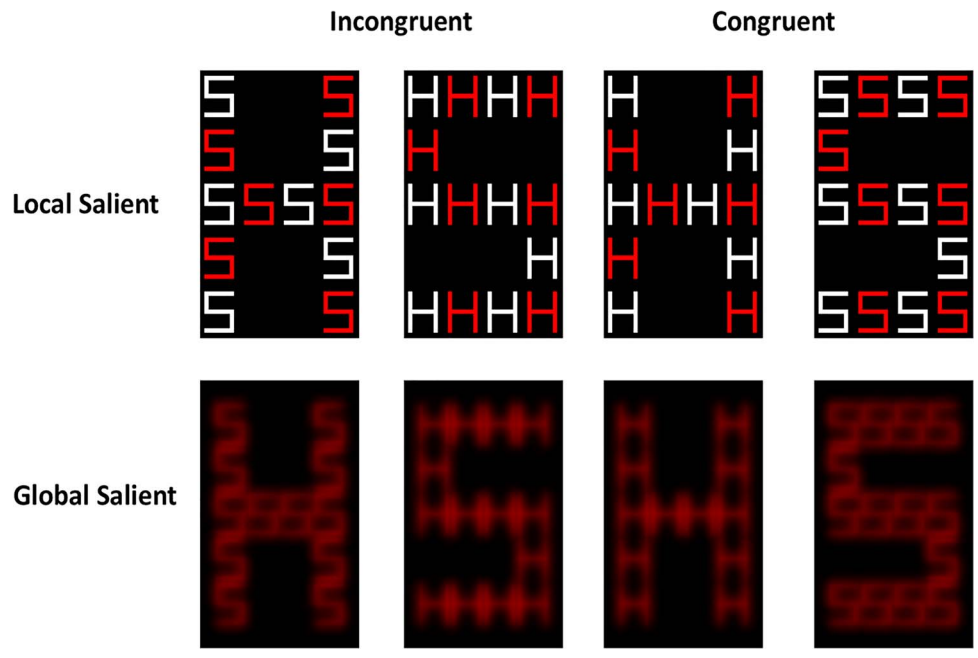 Incongruent Congruent
Local Salient
S S H H H H H H S S S S
S S H H H S
S S S S H H H H H H H H S S S S
S S H H H S
S S H H H H H H S S S S
Global Salient
S S H H H H H H S S S S
S S H H H S
S S S S H H H H H H H H S S S S
S S H H H S
S S H H H H H H S S S S